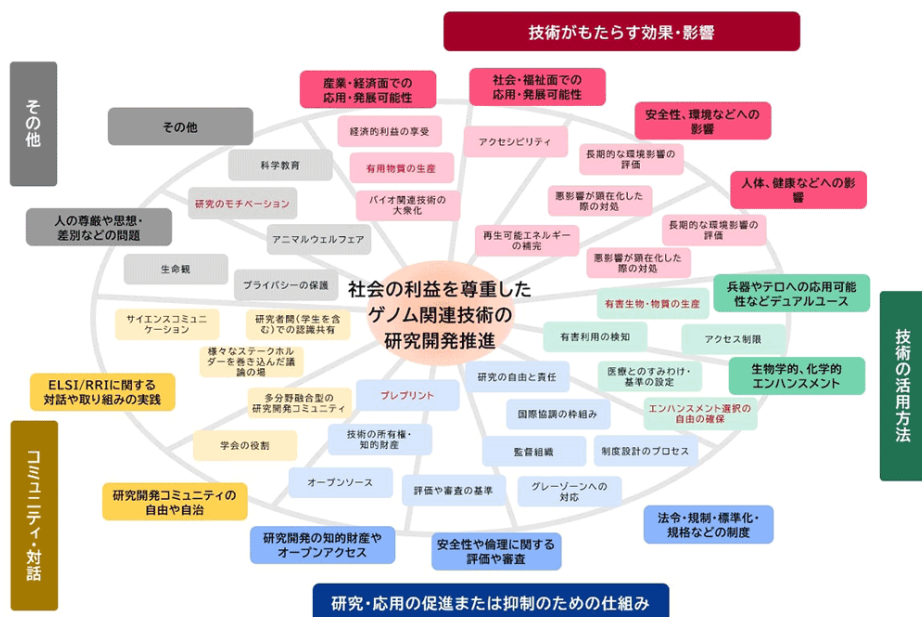 技術がもたらす効果・影響
その他
産業・経済面での
応用・発展可能性
社会・福祉面での
応用・発展可能性
安全性、環境などへの
影響
人体、健康などへの影
響
その他
人の尊厳や思想・
差別などの問題
経済的利益の享受
有用物質の生産
バイオ関連技術の
大衆化
アクセシビリティ
再生可能エネルギー
の補完
長期的な環境影響の
評価
悪影響が顕在化した
際の対処
長期的な環境影響の
評価
悪影響が顕在化した
際の対処
科学教育
研究のモチベーション
アニマルウェルフェア
生命観
プライバシーの保護
社会の利益を尊重した
ゲノム関連技術の
研究開発推進
兵器やテロへの応用可能
性などデュアルユース
有害生物・物質の生産
有害利用の検知
アクセス制限
生物学的、化学的
エンハンスメント
医療とのすみわけ・
基準の設定
エンハンスメント選択の
自由の確保
技術の活用方法
サイエンスコミュニ
ケーション
研究者間(学生を含
む)での認識共有
様々なステークホル
ダーを巻き込んだ議
論の場
ELSI/RRIに関する
対話や取り組みの実践
多分野融合型の
研究開発コミュニティ
学会の役割
研究開発コミュニティの
自由や自治
コミュニティ・対話
プレプリント
技術の所有権・
知的財産
オープンソース
研究開発の知的財産や
オープンアクセス
研究の自由と責任
国際協調の枠組み
監督組織
制度設計のプロセス
評価や審査の基準
グレーゾーンへの
対応
安全性や倫理に関する
評価や審査
法令・規制・標準化・
規格などの制度
研究・応用の促進または抑制のための仕組み